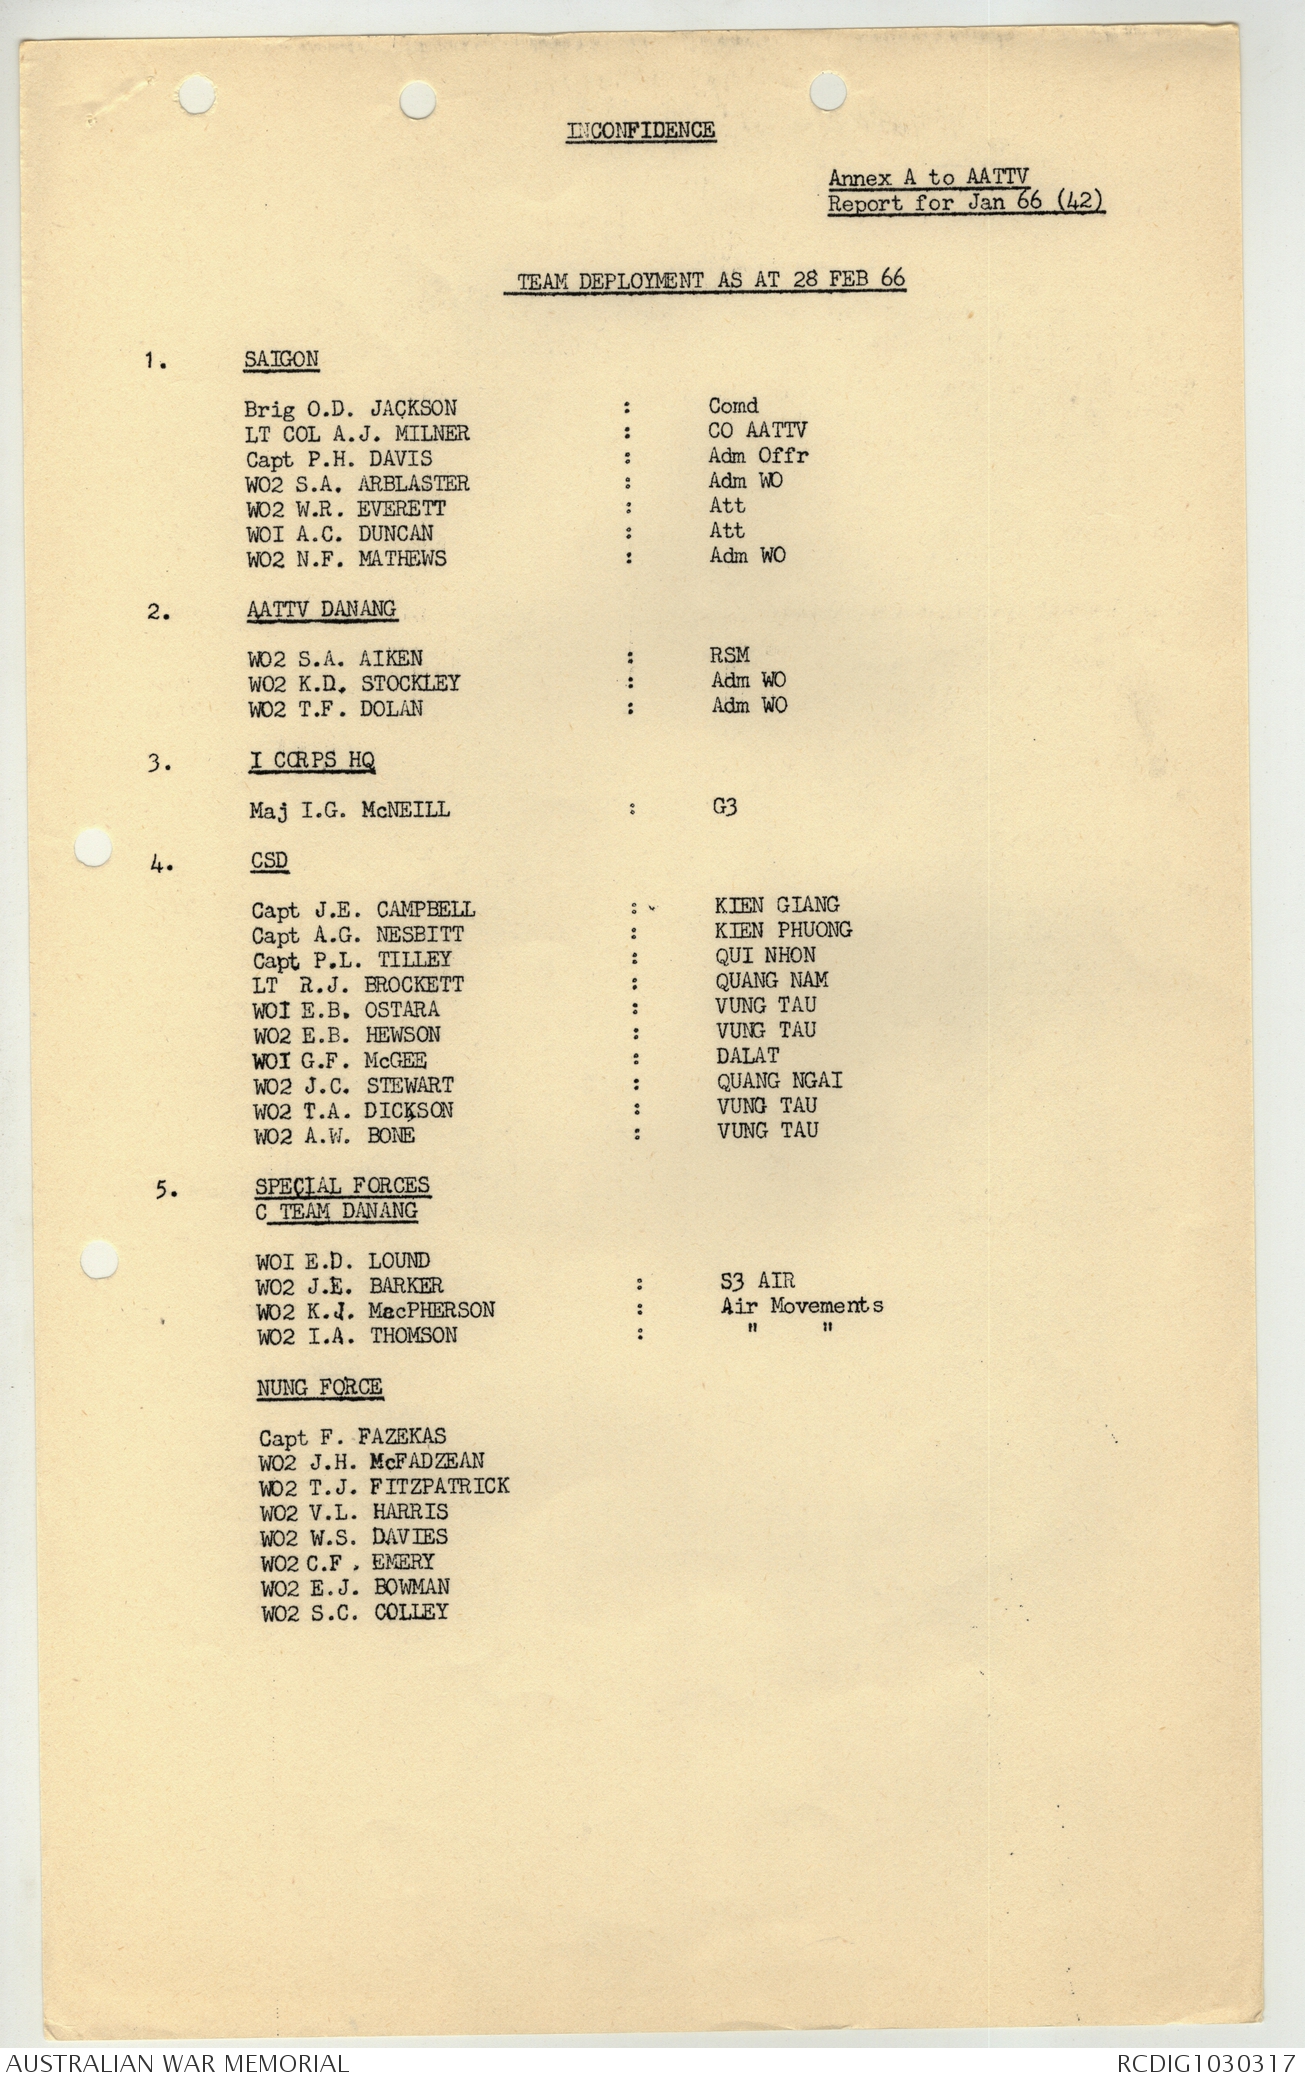 INCONFIDENCE
Annex A to AATTV
Report for Jan 66 (42)
TEAM DEPLOYMENT AS AT 28 FEB 66
1. SAIGON
Brig O.D. JACKSON : Comd
LT COL A.J. MILNER : CO AATTV
Capt P.H. DAVIS : Adm Offr
WO2 S.A. ARBLASTER : Adm WO
WO2 W.R. EVERETT : Att
WOI A.C. DUNCAN : Att
WO2 N.F. MATHEWS : Adm WO
2. AATTV DANANG
WO2 S.A. AIKEN : RSM
WO2 K.D. STOCKLEY : Adm WO
WO2 T.F. DOLAN : Adm WO
3. I CORPS HQ
Maj I.G. McNEILL : G3
4. CSD
Capt J.E. CAMPBELL : KIEN GIANG
Capt A.G. NESBITT : KIEN PHUONG
Capt P.L. TILLEY : QUI NHON
LT R.J. BROCKETT : QUANG NAM
WOI E.B. OSTARA : VUNG TAU
WO2 E.B. HEWSON : VUNG TAU
WOI G.F. McGEE : DALAT
WO2 J.C. STEWART : QUANG NGAI
WO2 T.A. DICKSON : VUNG TAU
WO2 A.W. BONE : VUNG TAU
5. SPECIAL FORCES
C TEAM DANANG
WOI E.D. LOUND
WO2 J.E. BARKER : S3 AIR
WO2 K.J. MacPHERSON : Air Movements
WO2 I.A. THOMSON : " "
NUNG FORCE
Capt F. FAZEKAS
WO2 J.H. McFADZEAN
WO2 T.J. FITZPATRICK
WO2 V.L. HARRIS
WO2 W.S. DAVIES
WO2 C.F. EMERY
WO2 E.J. BOWMAN
WO2 S.C. COLLEY
AUSTRALIAN WAR MEMORIAL RCDIG1030317